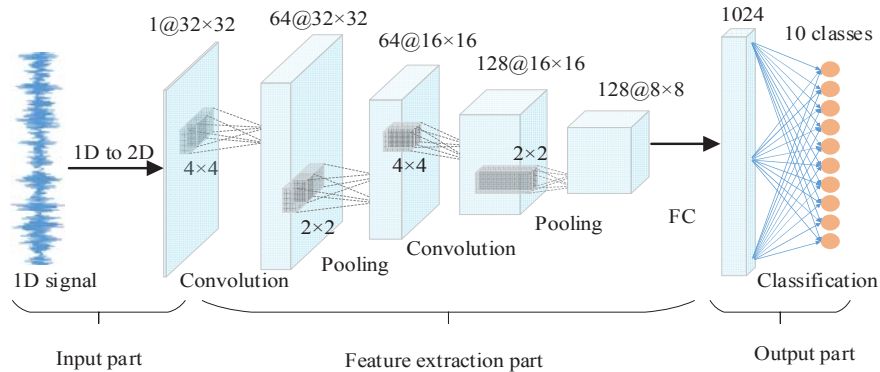 1@32×32
64@32×32
64@16×16
128@16×16
128@8×8
1024
10 classes
1D to 2D
4×4
2×2
4×4
2×2
1D signal
Convolution
Pooling
Convolution
Pooling
FC
Classification
Input part
Feature extraction part
Output part